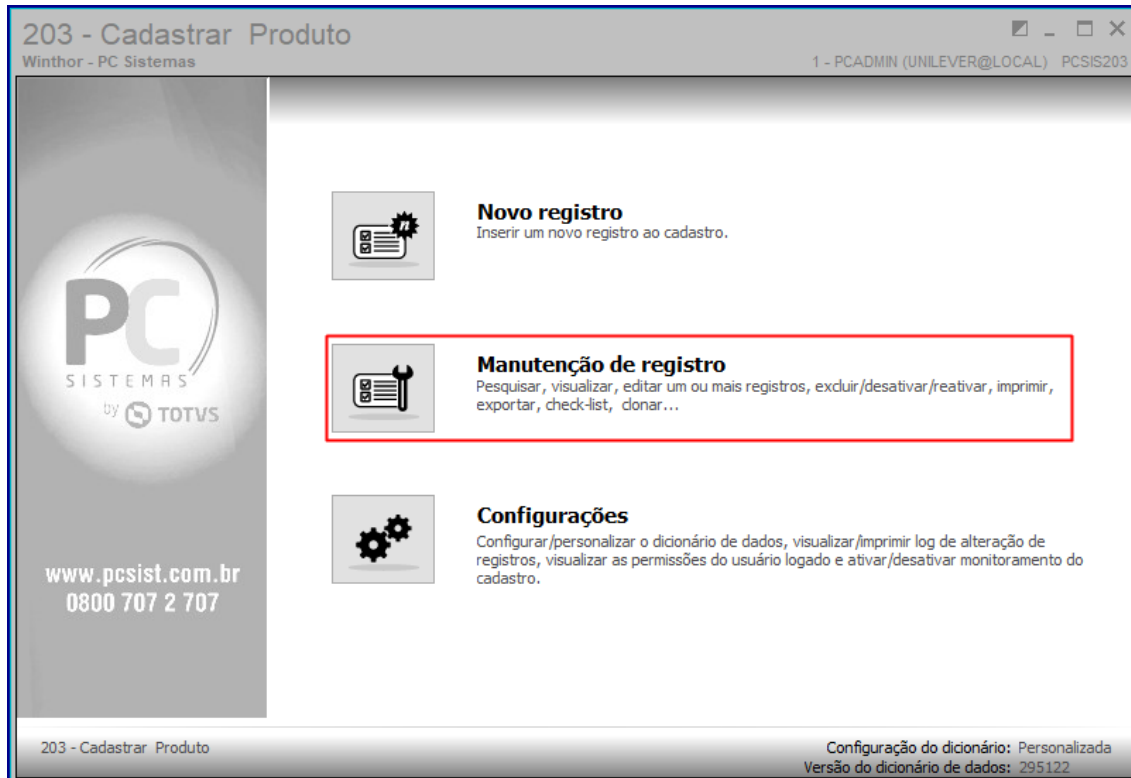 203 - Cadastrar Produto
Winthor - PC Sistemas
1 - PCADMIN (UNILEVER@LOCAL) PCSIS203
Novo registro
Inserir um novo registro ao cadastro.
Manutenção de registro
Pesquisar, visualizar, editar um ou mais registros, excluir/desativar/reativar, imprimir,
exportar, check-list, clonar...
PC
SISTEMAS
by TOTVS
Configurações
Configurar/personalizar o dicionário de dados, visualizar/imprimir log de alteração de
registros, visualizar as permissões do usuário logado e ativar/desativar monitoramento do
cadastro.
www.pcsist.com.br
0800 707 2 707
203 - Cadastrar Produto
Configuração do dicionário: Personalizada
Versão do dicionário de dados: 295122